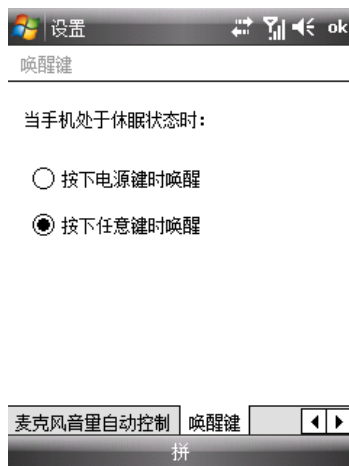 设置 ok
唤醒键
当手机处于休眠状态时：
按下电源键时唤醒
按下任意键时唤醒
麦克风音量自动控制 唤醒键
拼